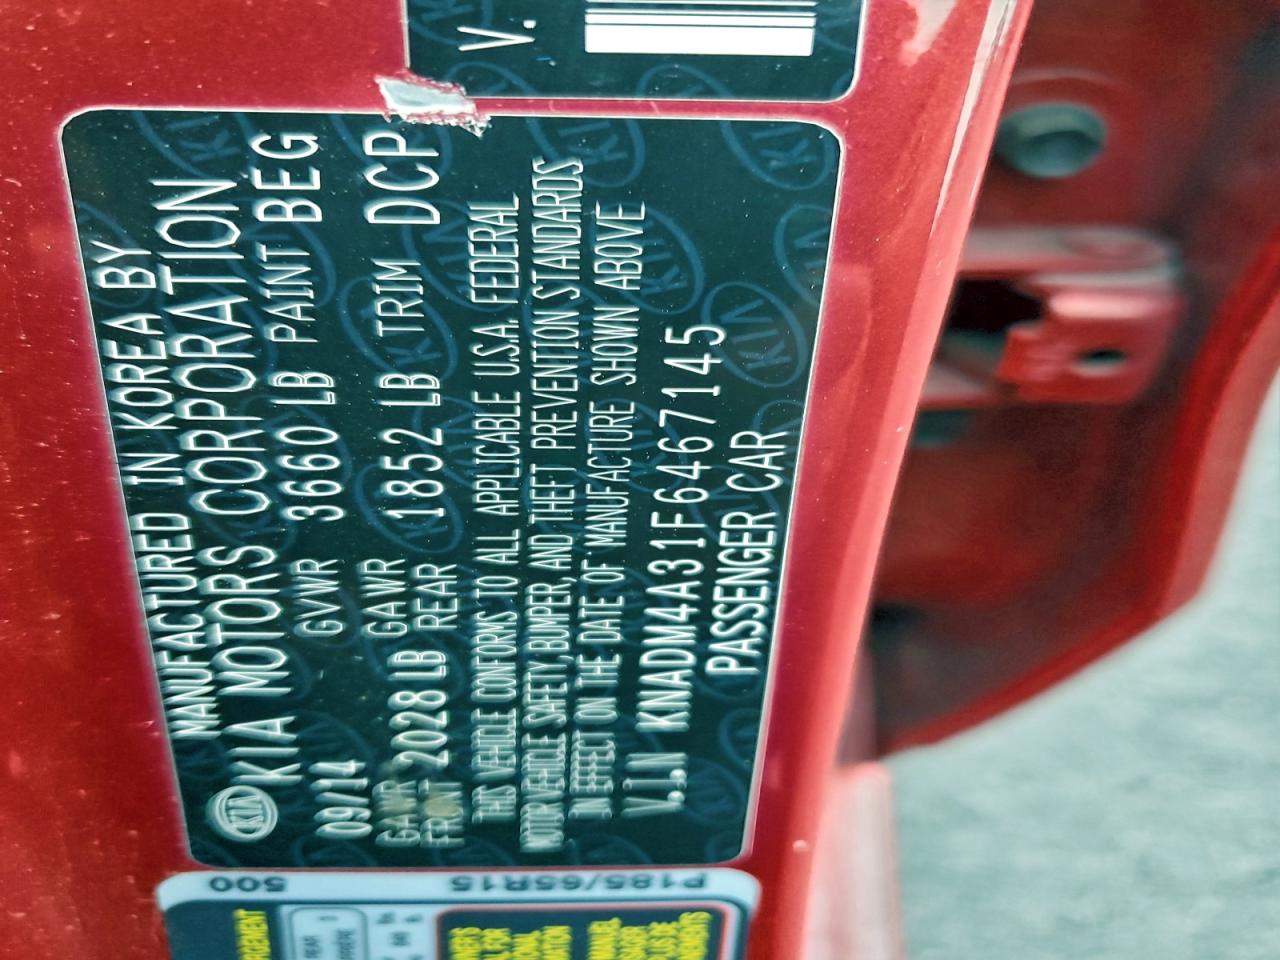 V.
MANUFACTURED IN KOREA BY
KIA KIA MOTORS CORPORATION
09/14 GVWR 3660 LB PAINT BEG
GAWR FRONT 2028 LB GAWR REAR 1852 LB TRIM DCP
THIS VEHICLE CONFORMS TO ALL APPLICABLE U.S.A. FEDERAL
MOTOR VEHICLE SAFETY, BUMPER, AND THEFT PREVENTION STANDARDS
IN EFFECT ON THE DATE OF MANUFACTURE SHOWN ABOVE
V.I.N KNADM4A31F6467145
PASSENGER CAR
P185/65R15
500
REAR